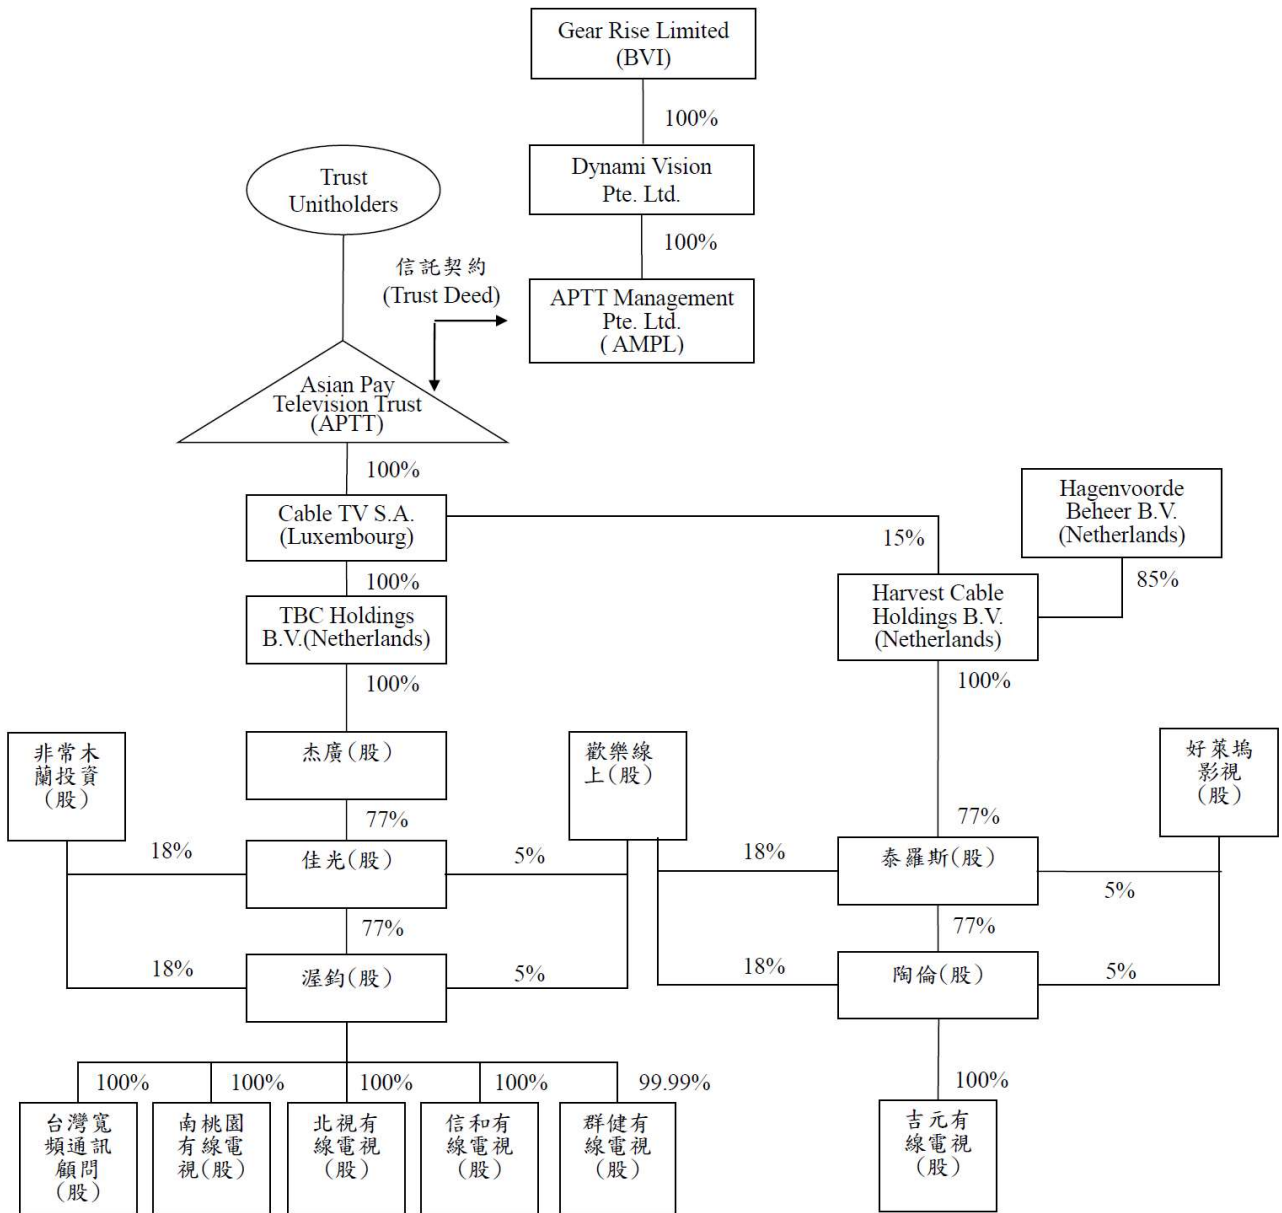 Gear Rise Limited
(BVI)
100%
Trust
Unitholders
Dynami Vision
Pte. Ltd.
100%
信託契約
(Trust Deed)
APTT Management
Pte. Ltd.
( AMPL)
Asian Pay
Television Trust
(APTT)
100%
Cable TV S.A.
(Luxembourg)
15%
Hagenvoorde
Beheer B.V.
(Netherlands)
85%
100%
TBC Holdings
B.V.(Netherlands)
Harvest Cable
Holdings B.V.
(Netherlands)
100%
100%
非常木
蘭投資
(股)
杰廣(股)
歡樂線
上(股)
好萊塢
影視
(股)
77%
77%
18%
佳光(股)
5%
18%
泰羅斯(股)
5%
77%
77%
18%
渥鈞(股)
5%
18%
陶倫(股)
5%
100%
100%
100%
100%
99.99%
100%
台灣寬
頻通訊
顧問
(股)
南桃園
有線電
視(股)
北視有
線電視
(股)
信和有
線電視
(股)
群健有
線電視
(股)
吉元有
線電視
(股)